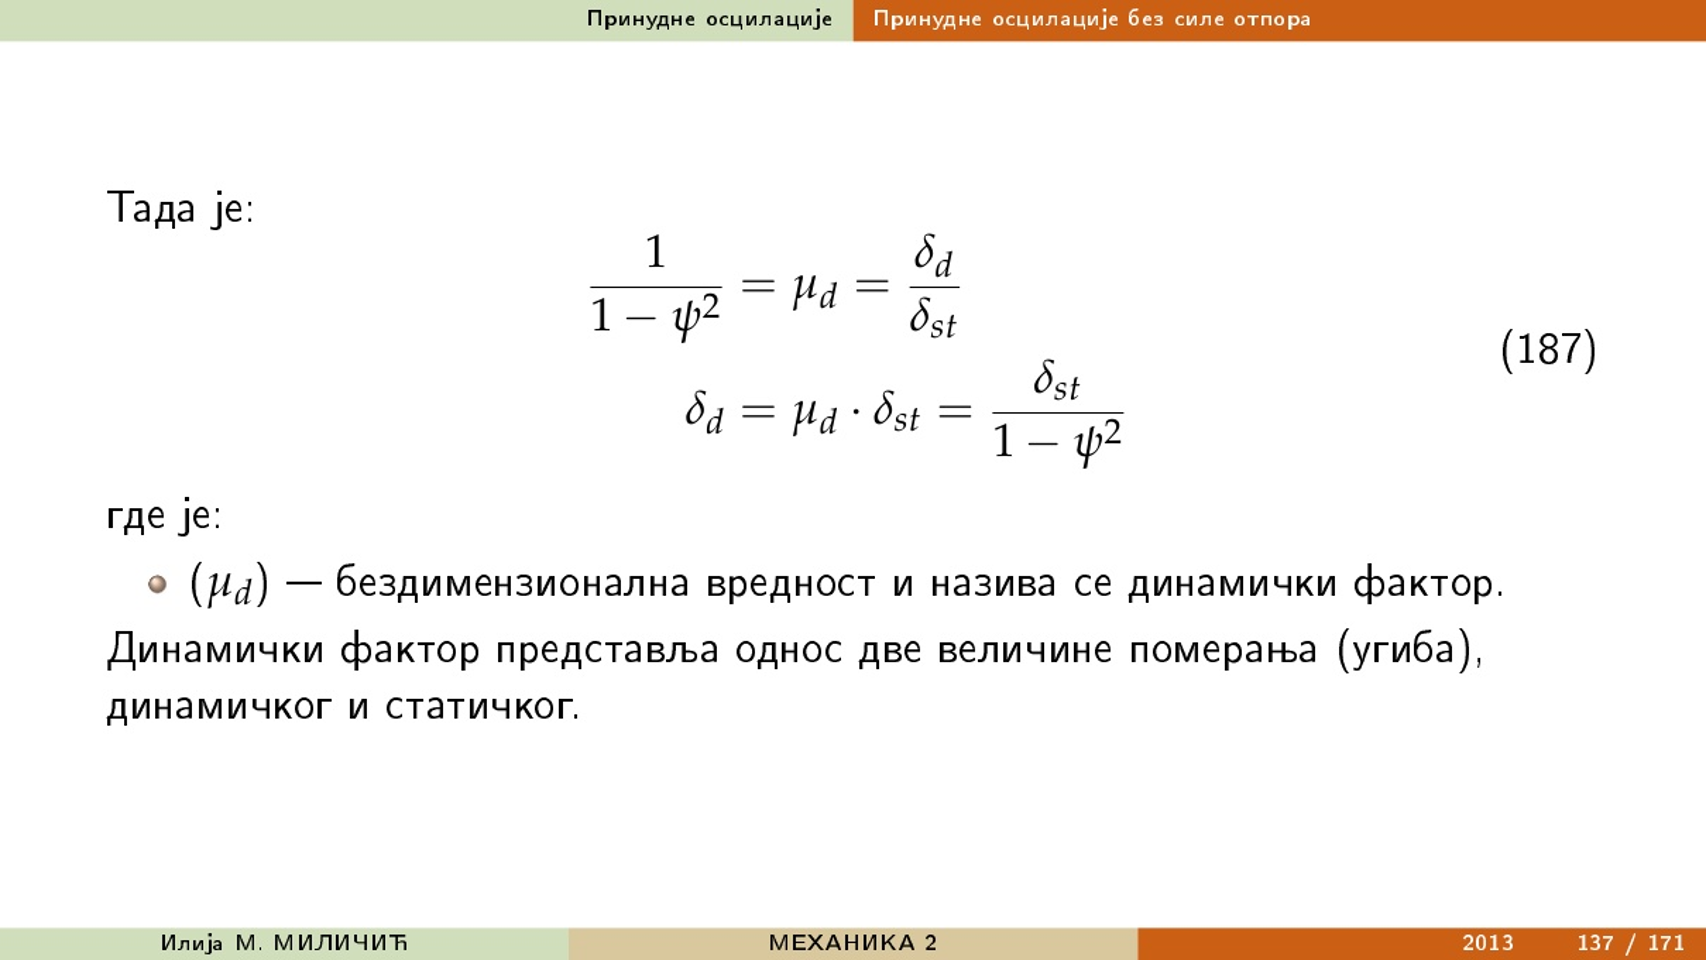 Принудне осцилације Принудне осцилације без силе отпора
Тада је:
\frac{1}{1 - \psi^2} = \mu_d = \frac{\delta_d}{\delta_{st}}
\delta_d = \mu_d \cdot \delta_{st} = \frac{\delta_{st}}{1 - \psi^2}
(187)
где је:
(\mu_d) — бездимензионална вредност и назива се динамички фактор.
Динамички фактор представља однос две величине померања (угиба),
динамичког и статичког.
Илија М. МИЛИЧИЋ МЕХАНИКА 2 2013 137 / 171